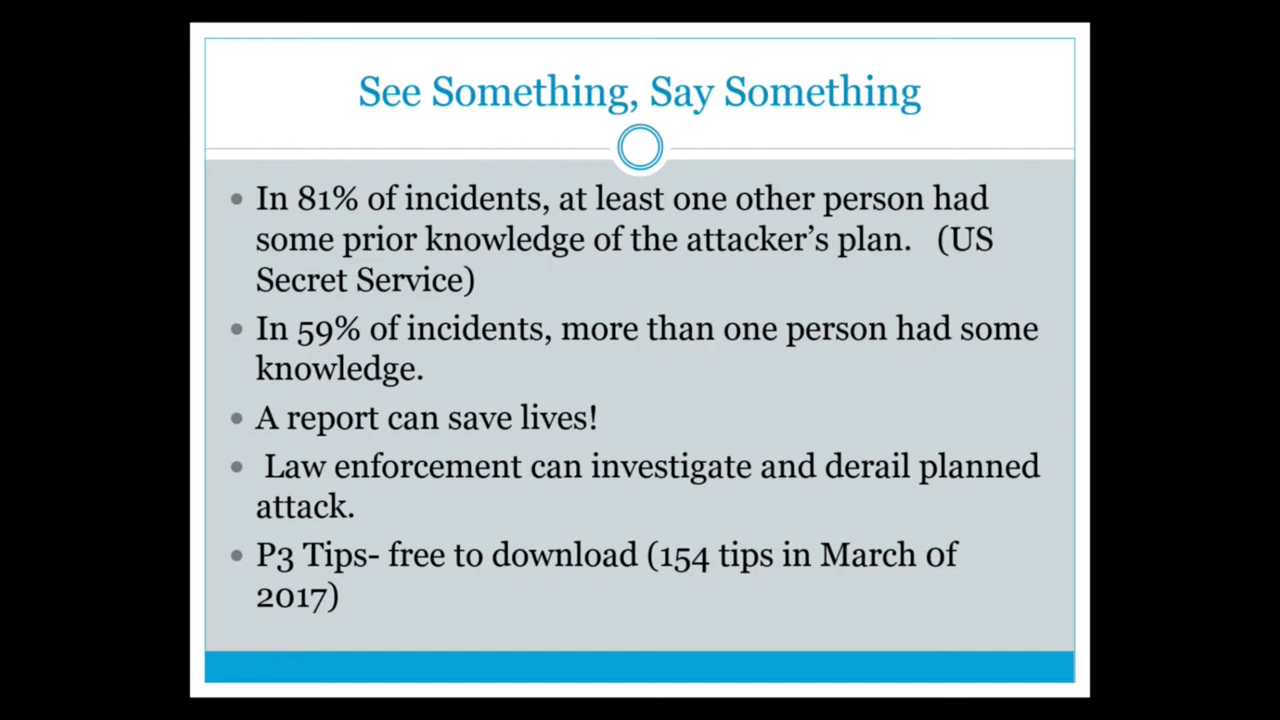 See Something, Say Something
• In 81% of incidents, at least one other person had
some prior knowledge of the attacker’s plan. (US
Secret Service)
• In 59% of incidents, more than one person had some
knowledge.
• A report can save lives!
• Law enforcement can investigate and derail planned
attack.
• P3 Tips- free to download (154 tips in March of
2017)